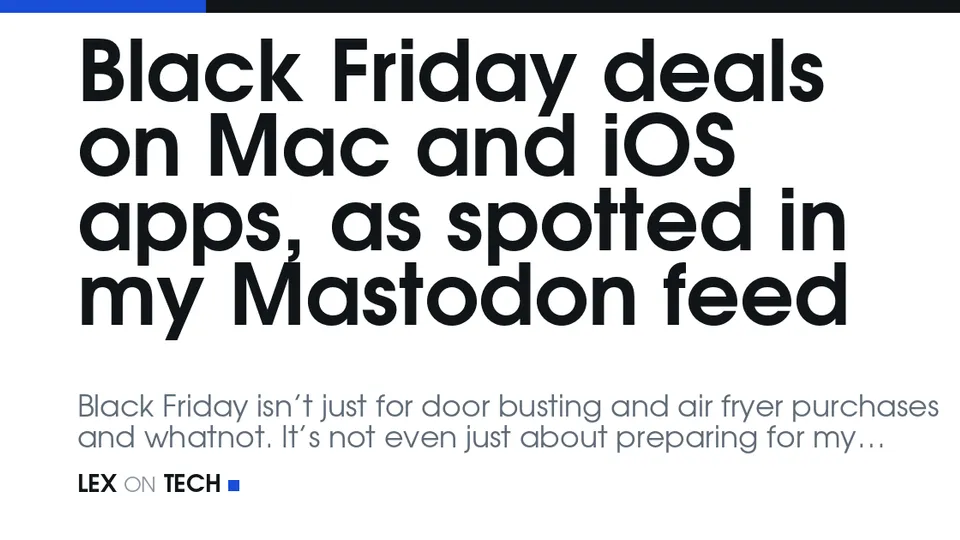 Black Friday deals
on Mac and iOS
apps, as spotted in
my Mastodon feed
Black Friday isn’t just for door busting and air fryer purchases
and whatnot. It’s not even just about preparing for my…
LEX ON TECH